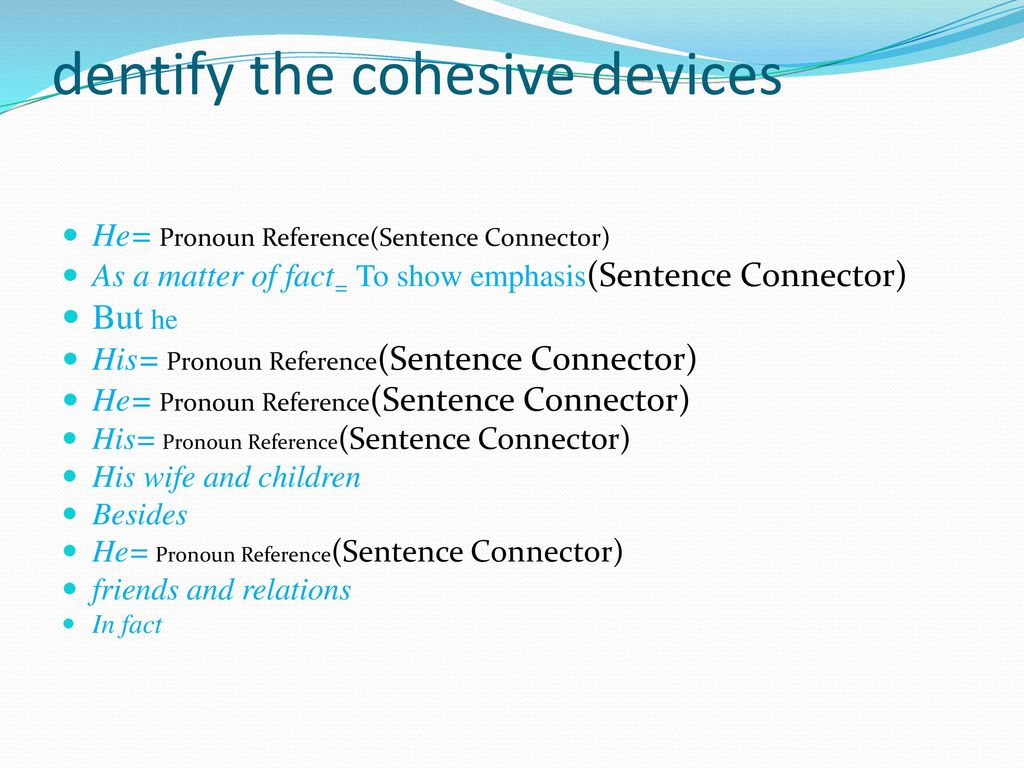 dentify the cohesive devices
• He= Pronoun Reference(Sentence Connector)
• As a matter of fact= To show emphasis(Sentence Connector)
• But he
• His= Pronoun Reference(Sentence Connector)
• He= Pronoun Reference(Sentence Connector)
• His= Pronoun Reference(Sentence Connector)
• His wife and children
• Besides
• He= Pronoun Reference(Sentence Connector)
• friends and relations
• In fact